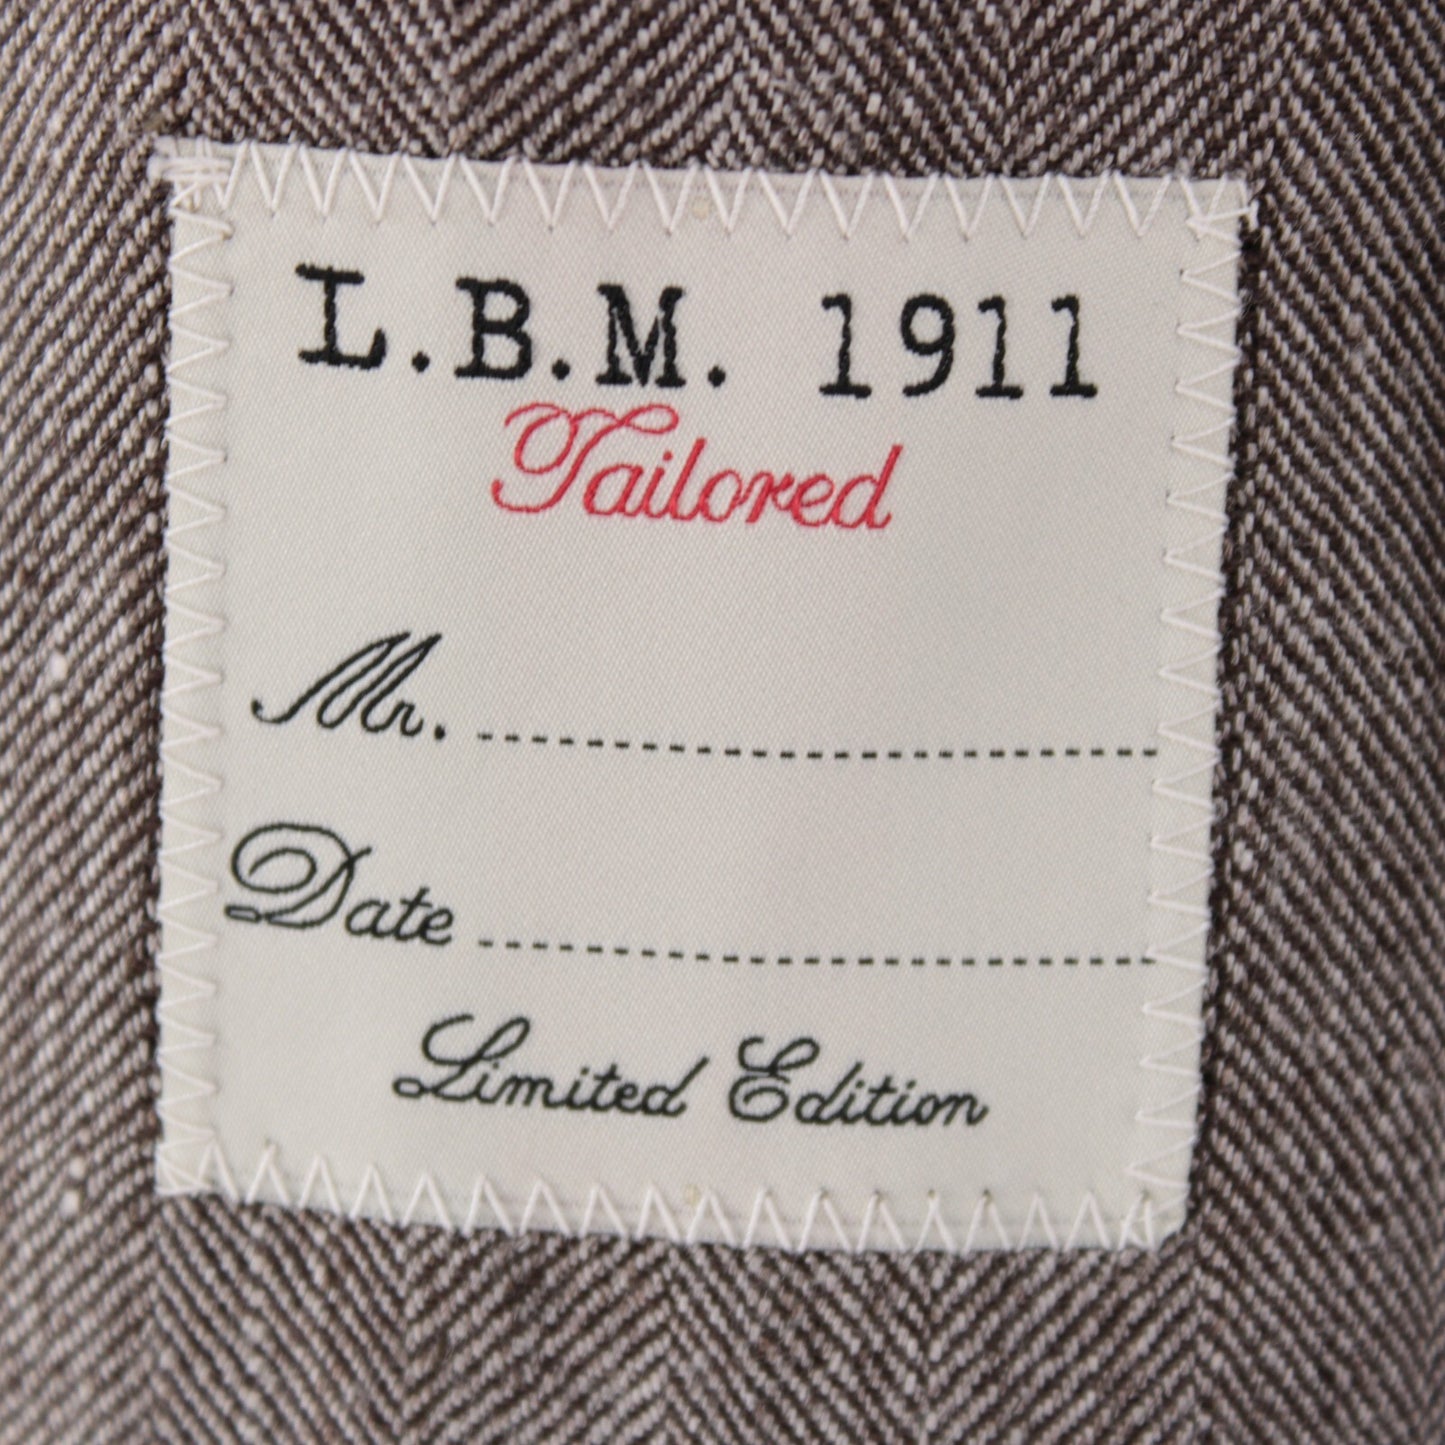 L.B.M. 1911
Tailored
Mr. ------------------------
Date ------------------------
Limited Edition